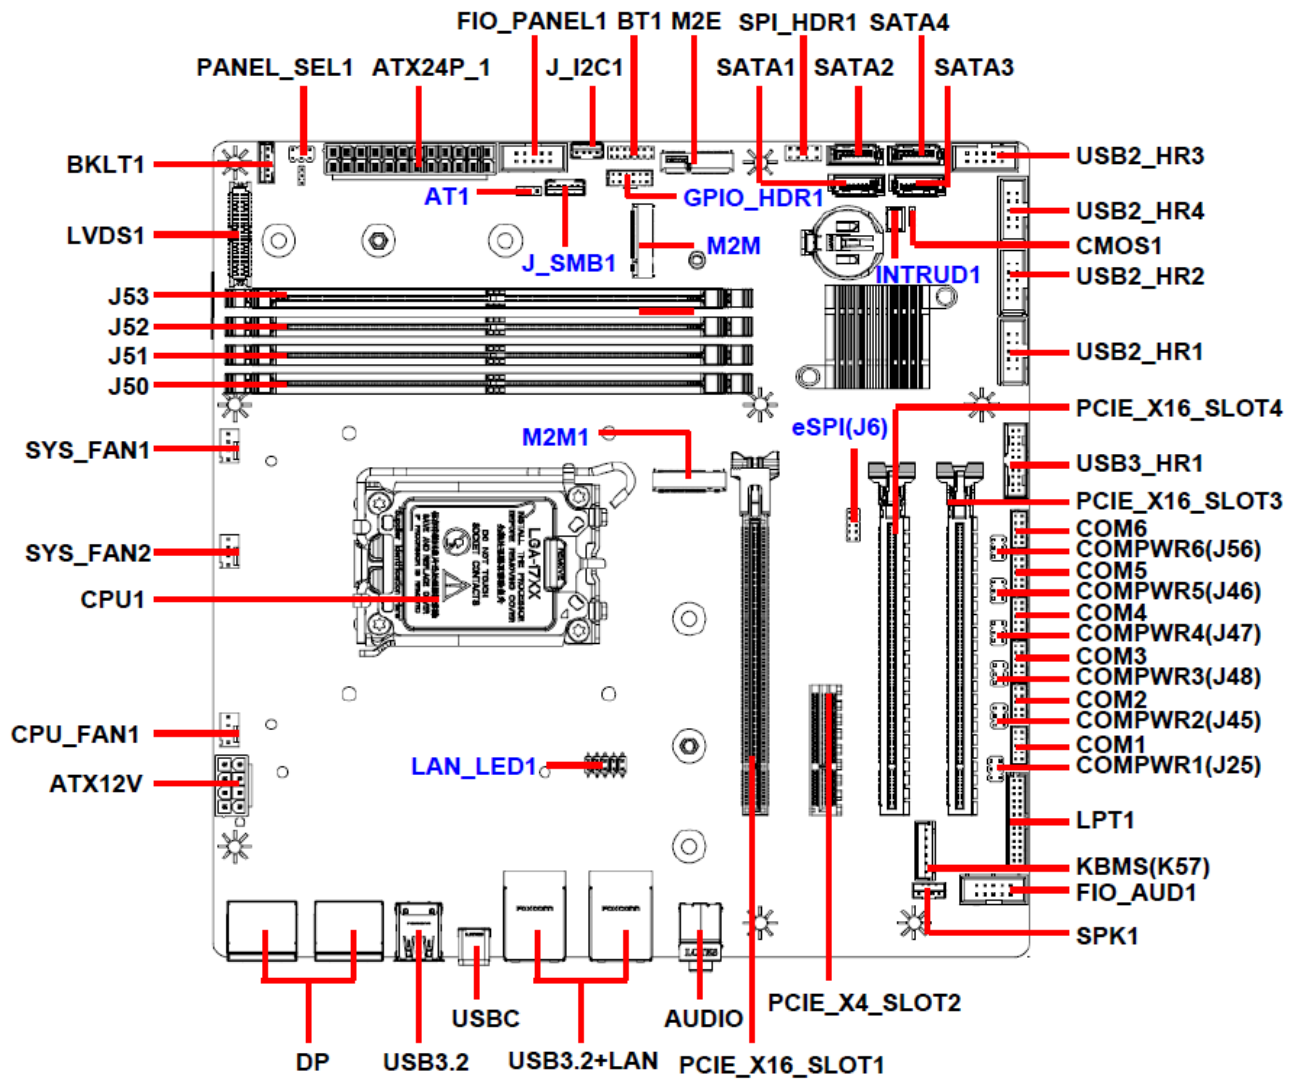 FIO_PANEL1 BT1 M2E SPI_HDR1 SATA4
PANEL_SEL1 ATX24P_1 J_I2C1 SATA1 SATA2 SATA3
BKLT1
USB2_HR3
AT1
GPIO_HDR1
USB2_HR4
LVDS1
M2M
CMOS1
J_SMB1
INTRUD1
USB2_HR2
J53
J52
J51
USB2_HR1
J50
PCIE_X16_SLOT4
eSPI(J6)
M2M1
SYS_FAN1
USB3_HR1
PCIE_X16_SLOT3
COM6
SYS_FAN2
COMPWR6(J56)
COM5
COMPWR5(J46)
CPU1
LGA-17XX
COM4
COMPWR4(J47)
COM3
COMPWR3(J48)
COM2
COMPWR2(J45)
CPU_FAN1
COM1
LAN_LED1
COMPWR1(J25)
ATX12V
LPT1
KBMS(K57)
FIO_AUD1
FOXCONN
FOXCONN
SPK1
LOTES
PCIE_X4_SLOT2
USBC
AUDIO
DP
USB3.2
USB3.2+LAN
PCIE_X16_SLOT1